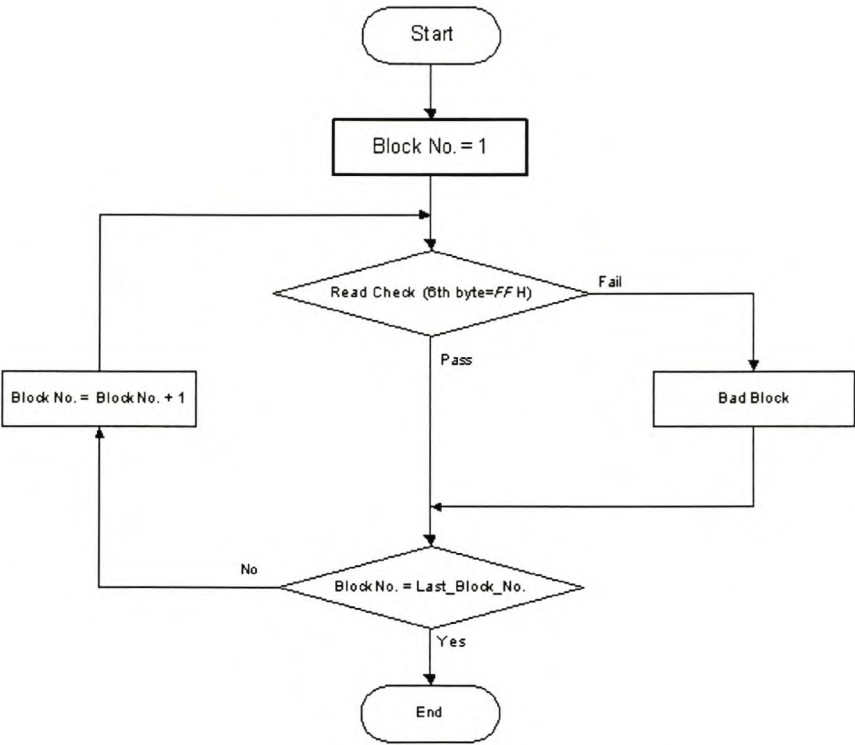 Start
Block No. = 1
Read Check (6th byte=FFH)
Fail
Pass
Block No. = Block No. + 1
Bad Block
No
Block No. = Last_Block_No.
Yes
End